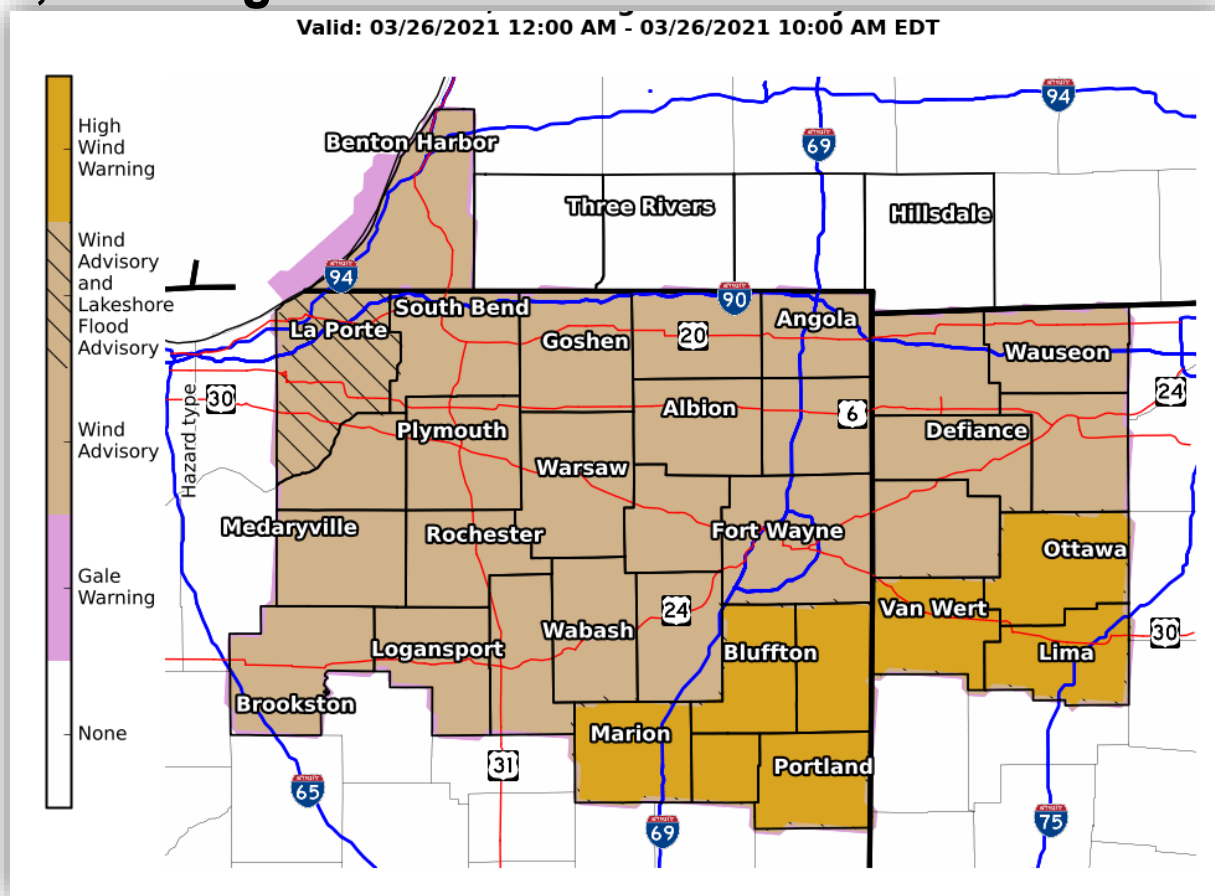 Valid: 03/26/2021 12:00 AM - 03/26/2021 10:00 AM EDT
High
Wind
Warning
Wind
Advisory
and
Lakeshore
Flood
Advisory
Wind
Advisory
Gale
Warning
None
Hazard type
94
Benton Harbor
69
Three Rivers
Hillsdale
94
90
South Bend
La Porte
Angola
20
Goshen
Wauseon
24
30
Albion
6
Plymouth
Defiance
Warsaw
Medaryville
Rochester
Fort Wayne
Ottawa
24
Van Wert
Wabash
30
Logansport
Bluffton
Lima
Brookston
Marion
31
Portland
65
69
75